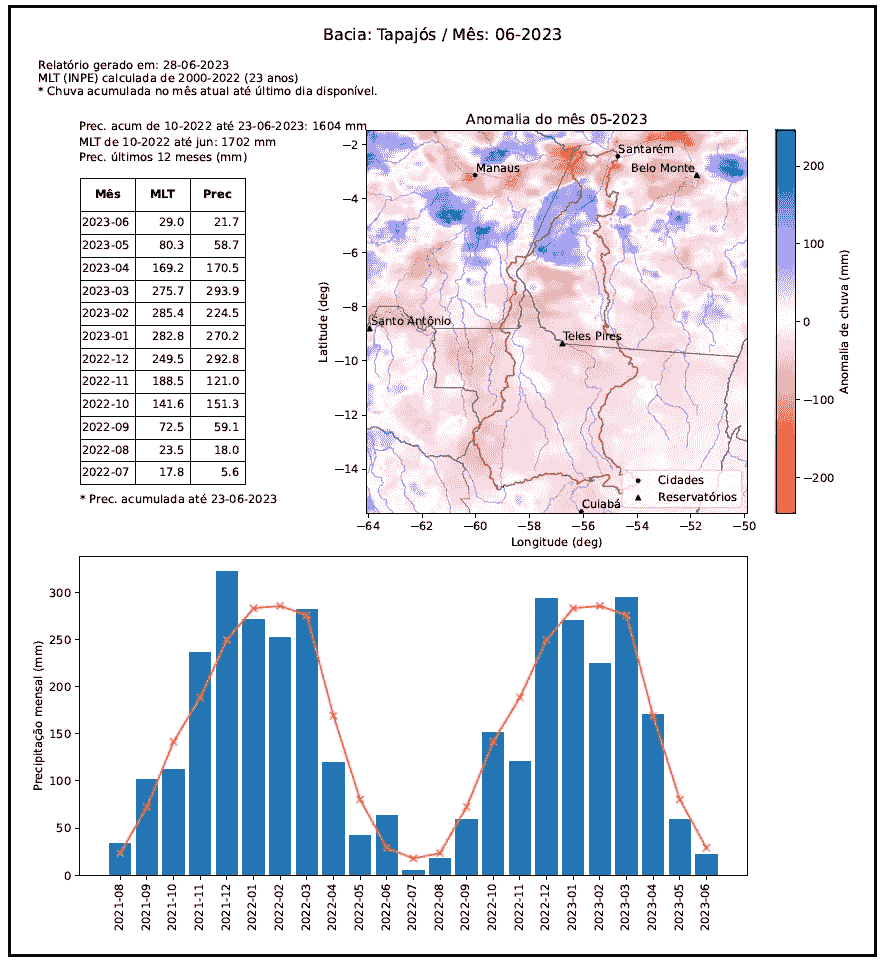 Bacia: Tapajós / Mês: 06-2023
Relatório gerado em: 28-06-2023
MLT (INPE) calculada de 2000-2022 (23 anos)
* Chuva acumulada no mês atual até último dia disponível.
Prec. acum de 10-2022 até 23-06-2023: 1604 mm
MLT de 10-2022 até jun: 1702 mm
Prec. últimos 12 meses (mm)
Mês MLT Prec
2023-06 29.0 21.7
2023-05 80.3 58.7
2023-04 169.2 170.5
2023-03 275.7 293.9
2023-02 285.4 224.5
2023-01 282.8 270.2
2022-12 249.5 292.8
2022-11 188.5 121.0
2022-10 141.6 151.3
2022-09 72.5 59.1
2022-08 23.5 18.0
2022-07 17.8 5.6
* Prec. acumulada até 23-06-2023
Anomalia do mês 05-2023
Latitude (deg)
−2
−4
−6
−8
−10
−12
−14
Santarém
Manaus
Belo Monte
Santo Antônio
Teles Pires
Cuiabá
Cidades
Reservatórios
−64 −62 −60 −58 −56 −54 −52 −50
Longitude (deg)
200
100
0
−100
−200
Anomalia de chuva (mm)
Precipitação mensal (mm)
300
250
200
150
100
50
0
2021-08 2021-09 2021-10 2021-11 2021-12 2022-01 2022-02 2022-03 2022-04 2022-05 2022-06 2022-07 2022-08 2022-09 2022-10 2022-11 2022-12 2023-01 2023-02 2023-03 2023-04 2023-05 2023-06